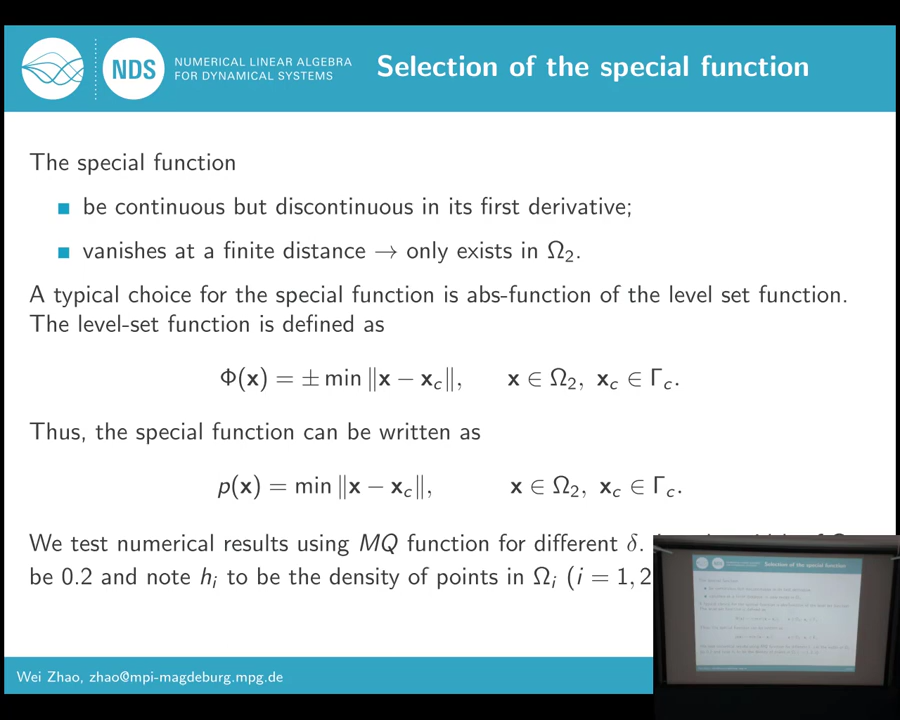 NDS
NUMERICAL LINEAR ALGEBRA
FOR DYNAMICAL SYSTEMS
Selection of the special function
The special function
be continuous but discontinuous in its first derivative;
vanishes at a finite distance → only exists in Ω₂.
A typical choice for the special function is abs-function of the level set function.
The level-set function is defined as
Φ(x) = ± min ‖x − x_c‖, x ∈ Ω₂, x_c ∈ Γ_c.
Thus, the special function can be written as
p(x) = min ‖x − x_c‖, x ∈ Ω₂, x_c ∈ Γ_c.
We test numerical results using MQ function for different δ.
be 0.2 and note h_i to be the density of points in Ω_i (i = 1, 2
Wei Zhao, zhao@mpi-magdeburg.mpg.de
Selection of the special function